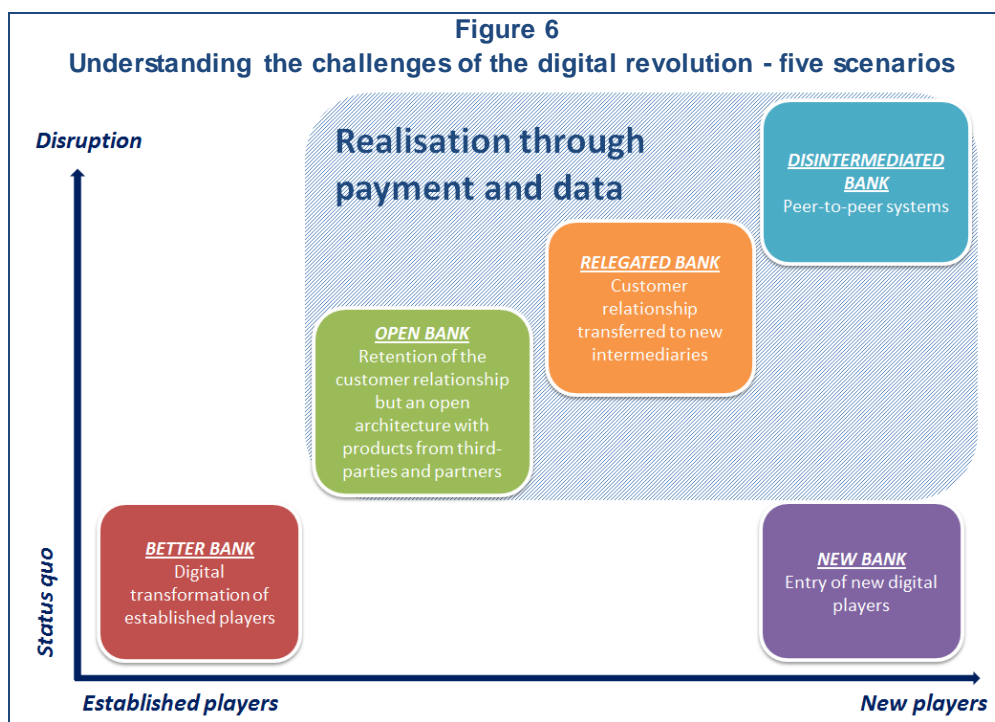 Figure 6
Understanding the challenges of the digital revolution - five scenarios
Disruption
Realisation through
payment and data
DISINTERMEDIATED
BANK
Peer-to-peer systems
RELEGATED BANK
Customer
relationship
transferred to new
intermediaries
OPEN BANK
Retention of the
customer relationship
but an open
architecture with
products from third-
parties and partners
BETTER BANK
Digital
transformation of
established players
NEW BANK
Entry of new digital
players
Status quo
Established players
New players